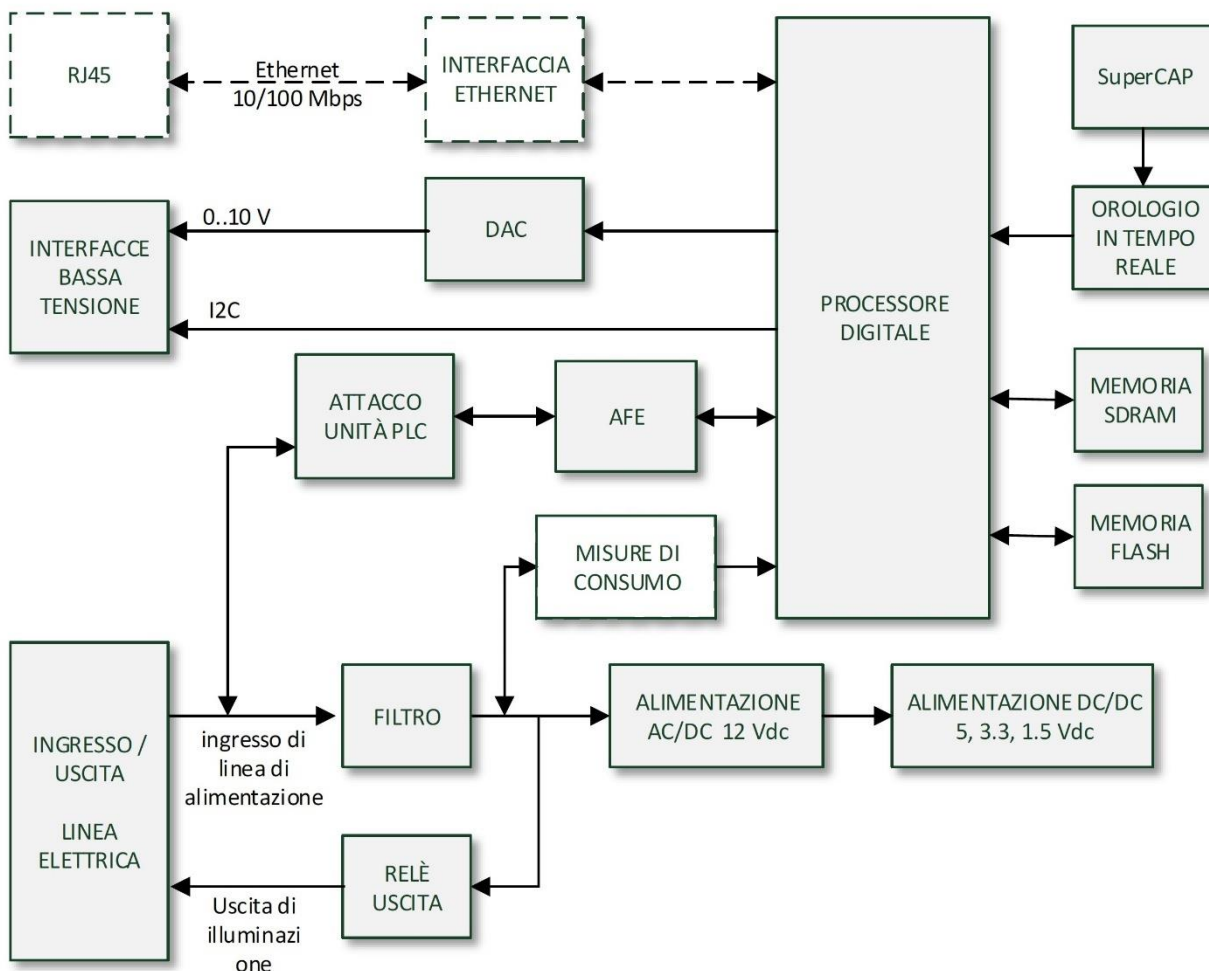 RJ45
Ethernet
10/100 Mbps
INTERFACCIA
ETHERNET
SuperCAP
INTERFACCE
BASSA
TENSIONE
0..10 V
DAC
I2C
PROCESSORE
DIGITALE
OROLOGIO
IN TEMPO
REALE
ATTACCO
UNITÀ PLC
AFE
MEMORIA
SDRAM
MISURE DI
CONSUMO
MEMORIA
FLASH
INGRESSO /
USCITA
LINEA
ELETTRICA
ingresso di
linea di
alimentazione
FILTRO
ALIMENTAZIONE
AC/DC 12 Vdc
ALIMENTAZIONE DC/DC
5, 3.3, 1.5 Vdc
RELÈ
USCITA
Uscita di
illuminazi
one